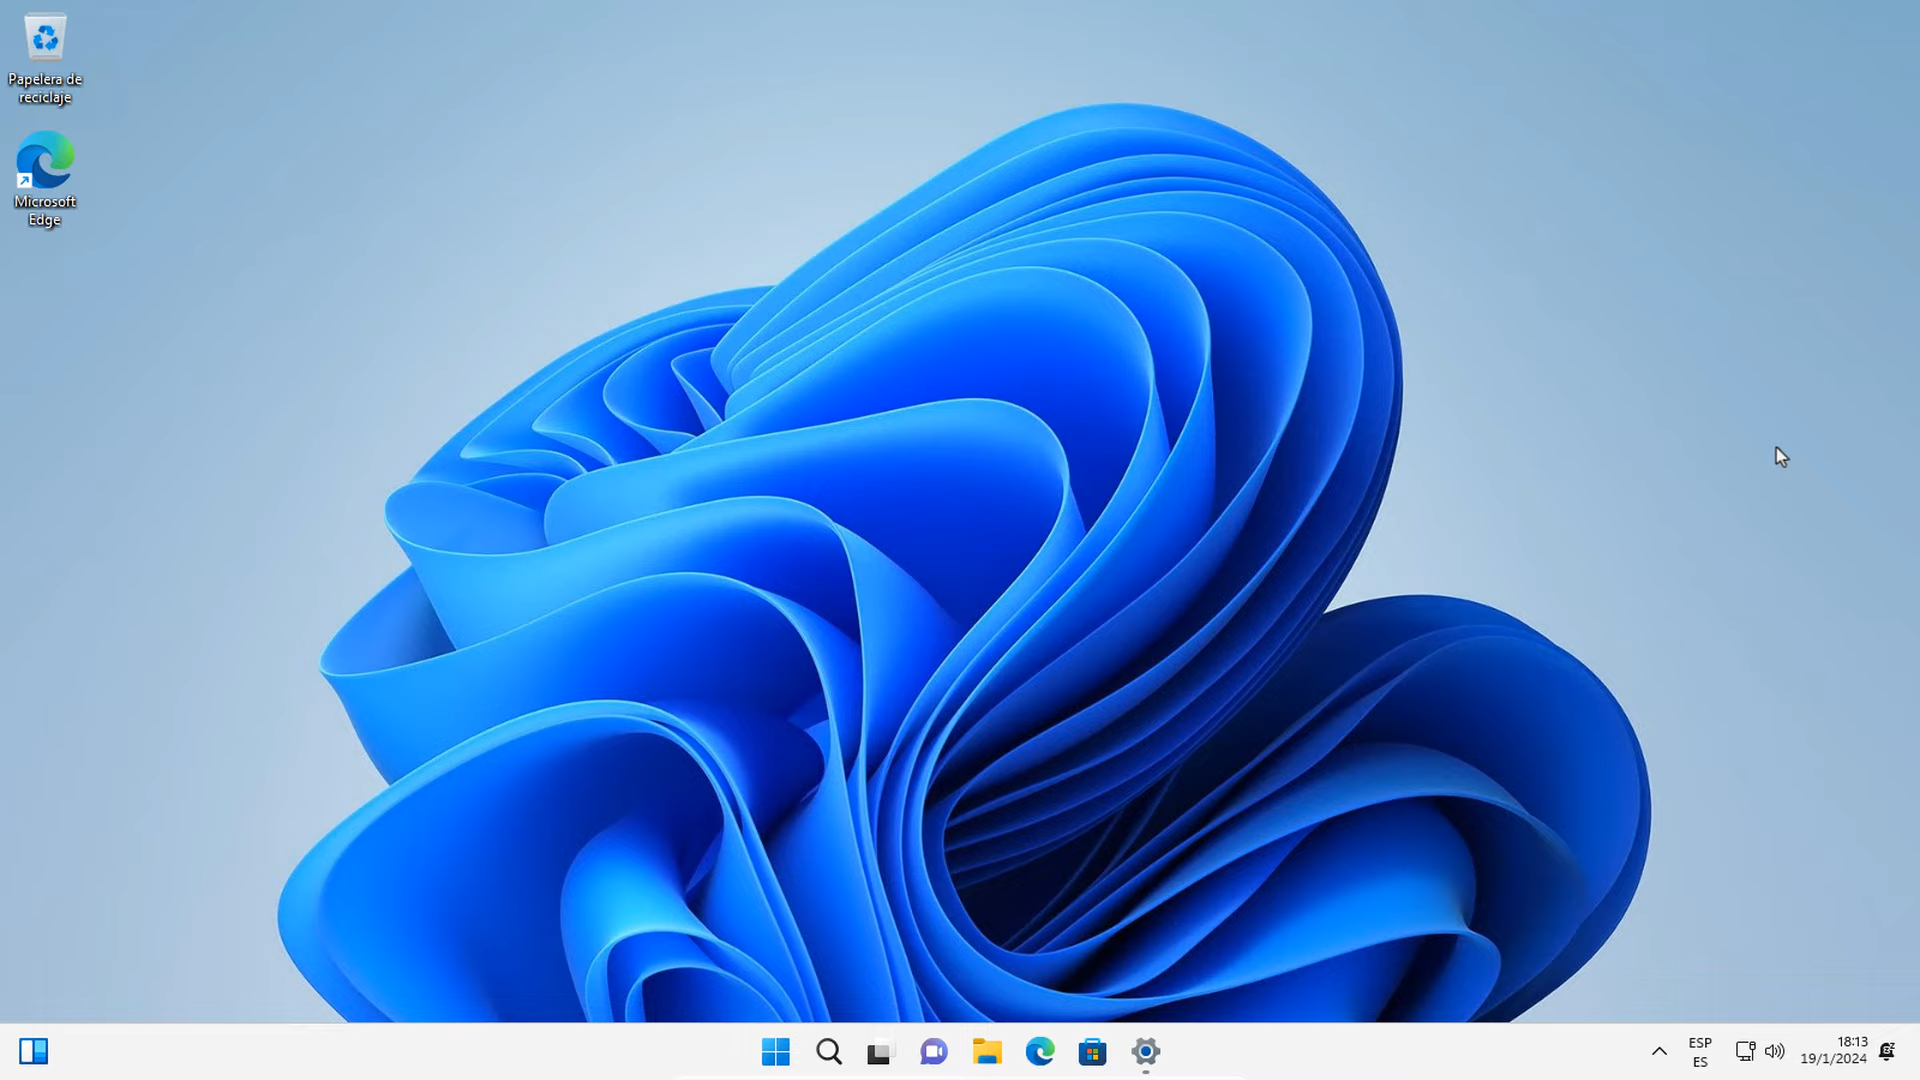 Papelera de
reciclaje
Microsoft
Edge
ESP
ES
18:13
19/1/2024